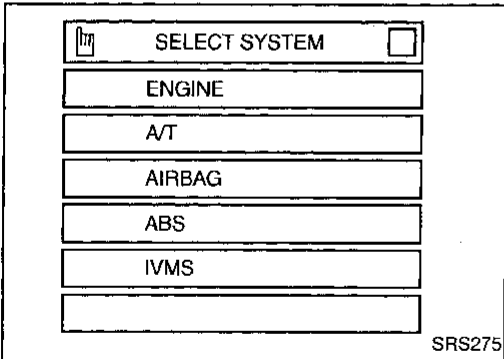 SELECT SYSTEM
ENGINE
A/T
AIRBAG
ABS
IVMS
SRS275